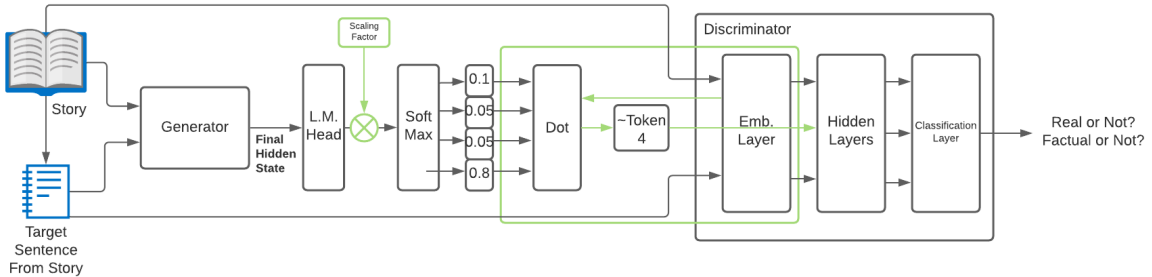 Story
Target
Sentence
From Story
Generator
Final
Hidden
State
L.M.
Head
Scaling
Factor
Soft
Max
0.1
0.05
0.05
0.8
Dot
~Token
4
Discriminator
Emb.
Layer
Hidden
Layers
Classification
Layer
Real or Not?
Factual or Not?